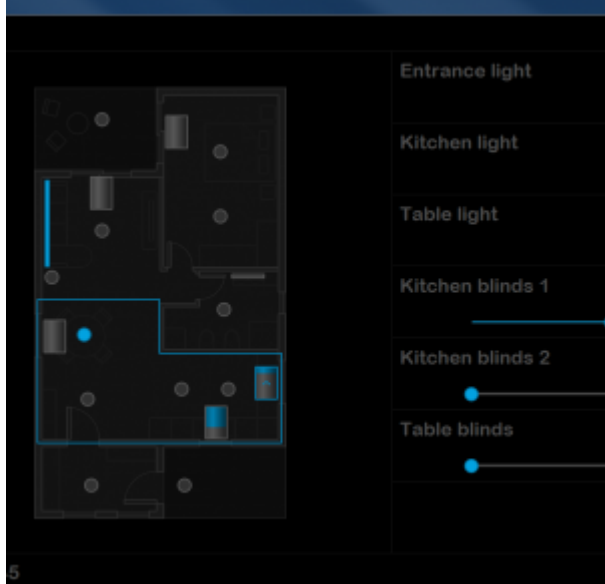 Entrance light
Kitchen light
Table light
Kitchen blinds 1
Kitchen blinds 2
Table blinds
5